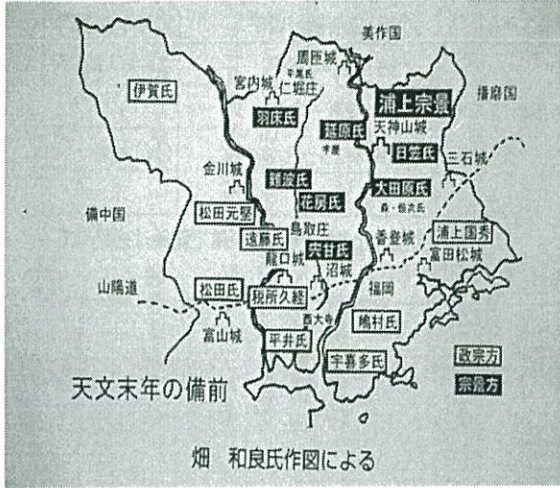 美作国
周匝城
宮内城
仁堀庄
伊賀氏
浦上宗景
播磨国
羽床氏
延原氏
天神山城
日笠氏
三石城
金川城
難波氏
大田原氏
備中国
花房氏
松田元堅
鳥取庄
浦上国秀
遠藤氏
香登城
龍口城
宍甘氏
沼城
富田松城
山陽道
松田氏
税所久経
福岡
西大寺
嶋村氏
富山城
平井氏
宇喜多氏
政宗方
宗景方
天文末年の備前
畑 和良氏作図による